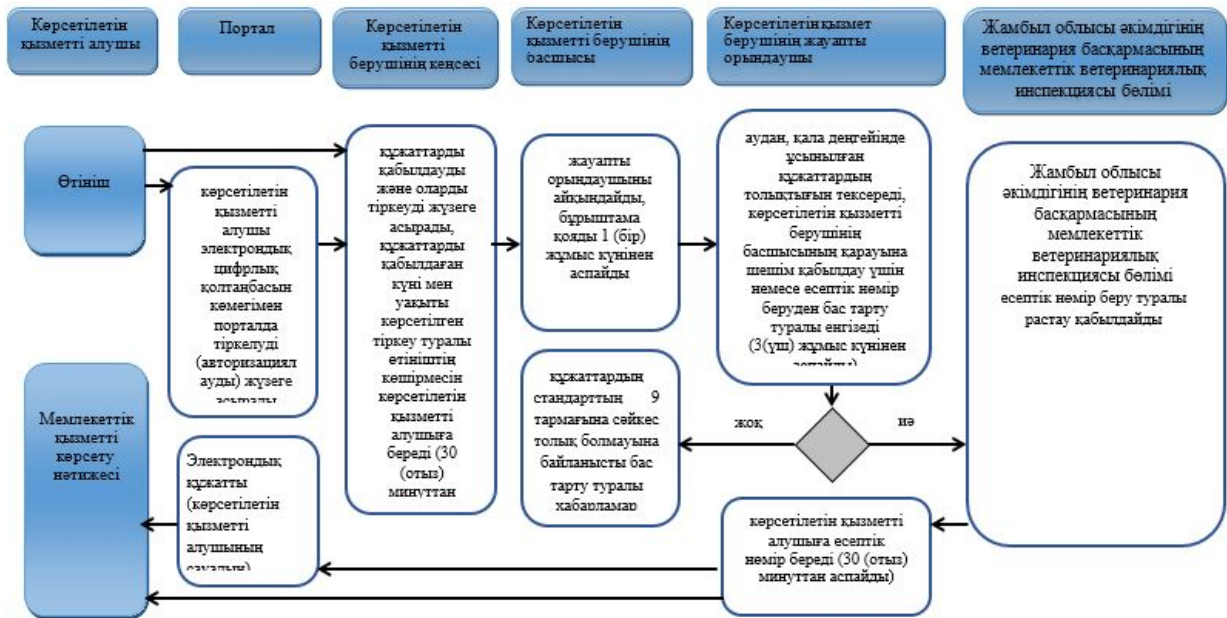 Көрсетілетін
қызметті алушы
Портал
Көрсетілетін
қызметті
берушінің кеңсесі
Көрсетілетін
қызметті берушінің
басшысы
Көрсетілетін қызмет
берушінің жауапты
орындаушы
Жамбыл облысы әкімдігінің
ветеринария басқармасының
мемлекеттік ветеринариялық
инспекциясы бөлімі
Өтініш
көрсетілетін
қызметті
алушы
электрондық
цифрлық
қолтаңбасын
көмегімен
порталда
тіркелуді
(авторизациял
ауды) жүзеге
асырады
құжаттарды
қабылдауды
және оларды
тіркеуді жүзеге
асырады,
құжаттарды
қабылдаған
күні мен
уақыты
көрсетілген
тіркеу туралы
өтініштің
көшірмесін
көрсетілетін
қызметті
алушыға
береді (30
(отыз)
минуттан
жауапты
орындаушыны
айқындайды,
бұрыштама
қояды 1 (бір)
жұмыс күнінен
аспайды
аудан, қала деңгейінде
ұсынылған
құжаттардың
толықтығын тексереді,
көрсетілетін қызметті
берушінің
басшысының қарауына
шешім қабылдау үшін
немесе есептік нөмір
беруден бас тарту
туралы енгізеді
(3(үш) жұмыс күнінен
аспайды)
Жамбыл облысы
әкімдігінің ветеринария
басқармасының
мемлекеттік
ветеринариялық
инспекциясы бөлімі
есептік нөмір беру туралы
растау қабылдайды
құжаттардың
стандарттың 9
тармағына сәйкес
толық болмауына
байланысты бас
тарту туралы
хабарламар
жоқ
иә
Мемлекеттік
қызметті
көрсету
нәтижесі
Электрондық
құжатты
(көрсетілетін
қызметті
алушының
сауалын)
көрсетілетін қызметті
алушыға есептік
нөмір береді (30 (отыз)
минуттан аспайды)